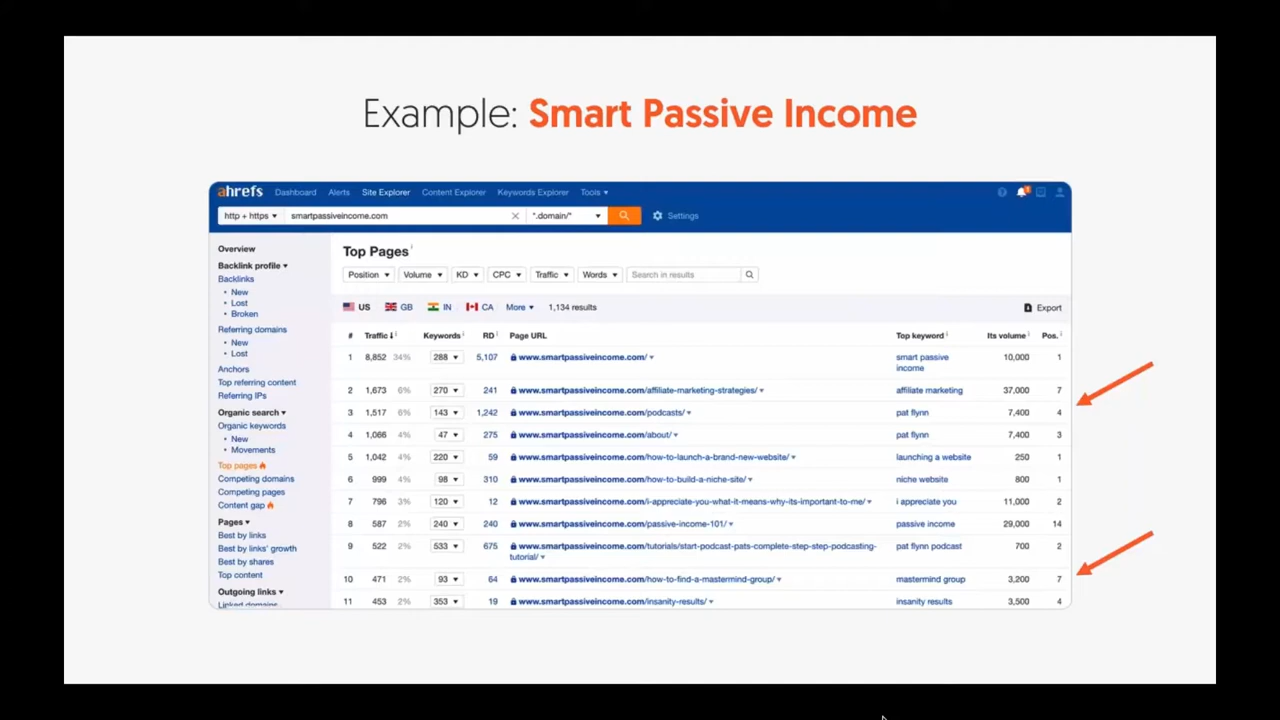 Example: Smart Passive Income
ahrefs Dashboard Alerts Site Explorer Content Explorer Keywords Explorer Tools
http + https smartpassiveincome.com *.domain/* Settings
Overview
Backlink profile
Backlinks
New
Lost
Broken
Referring domains
New
Lost
Anchors
Top referring content
Referring IPs
Organic search
Organic keywords
New
Movements
Top pages
Competing domains
Competing pages
Content gap
Pages
Best by links
Best by links' growth
Best by shares
Top content
Outgoing links
Linked domains
Top Pages
Position Volume KD CPC Traffic Words Search in results
US GB IN CA More 1,134 results Export
# Traffic Keywords RD Page URL Top keyword Its volume Pos.
1 8,852 34% 288 5,107 www.smartpassiveincome.com/ smart passive income 10,000 1
2 1,673 6% 270 241 www.smartpassiveincome.com/affiliate-marketing-strategies/ affiliate marketing 37,000 7
3 1,517 6% 143 1,242 www.smartpassiveincome.com/podcasts/ pat flynn 7,400 4
4 1,066 4% 47 275 www.smartpassiveincome.com/about/ pat flynn 7,400 3
5 1,042 4% 220 59 www.smartpassiveincome.com/how-to-launch-a-brand-new-website/ launching a website 250 1
6 999 4% 98 310 www.smartpassiveincome.com/how-to-build-a-niche-site/ niche website 800 1
7 796 3% 120 12 www.smartpassiveincome.com/i-appreciate-you-what-it-means-why-its-important-to-me/ i appreciate you 11,000 2
8 587 2% 240 240 www.smartpassiveincome.com/passive-income-101/ passive income 29,000 14
9 522 2% 533 675 www.smartpassiveincome.com/tutorials/start-podcast-pats-complete-step-step-podcasting- pat flynn podcast 700 2
tutorial/
10 471 2% 93 64 www.smartpassiveincome.com/how-to-find-a-mastermind-group/ mastermind group 3,200 7
11 453 2% 353 19 www.smartpassiveincome.com/insanity-results/ insanity results 3,500 4